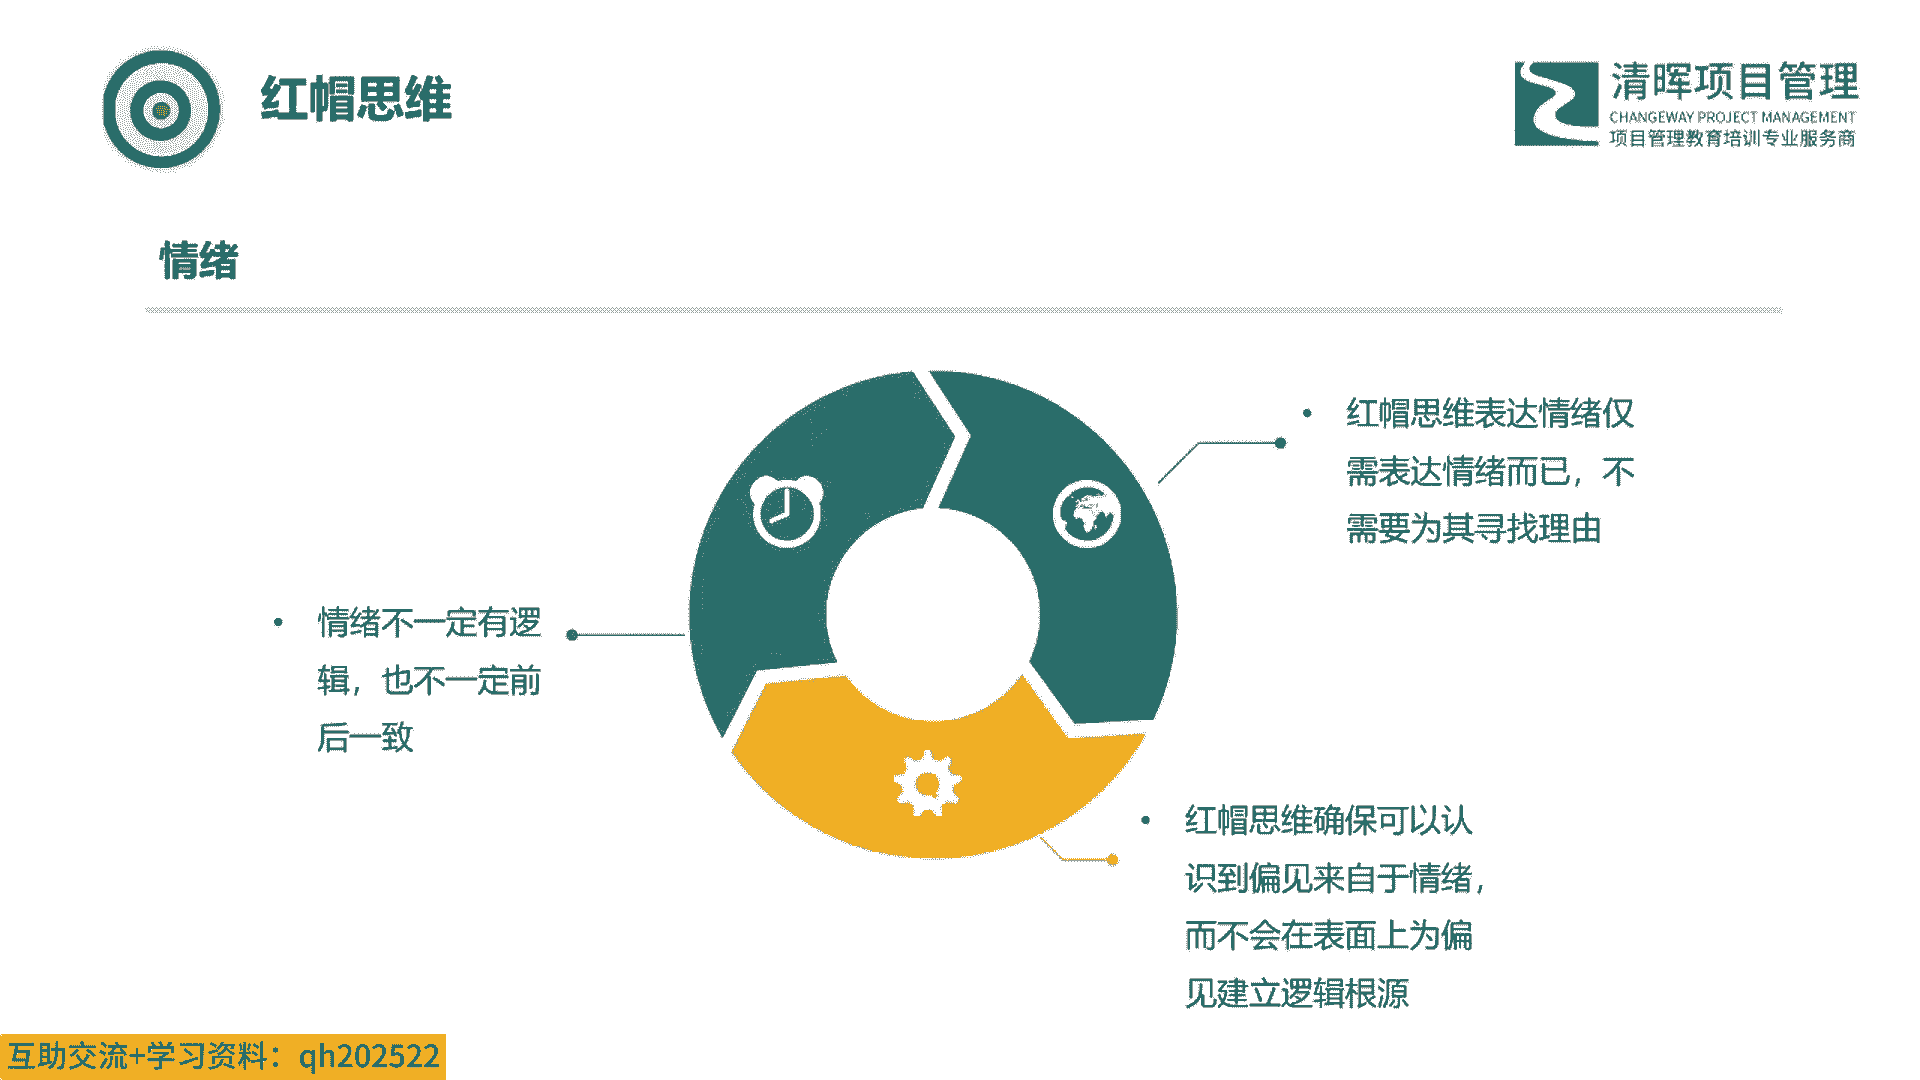 红帽思维
清晖项目管理
CHANGEWAY PROJECT MANAGEMENT
项目管理教育培训专业服务商
情绪
• 红帽思维表达情绪仅
需表达情绪而已，不
需要为其寻找理由
• 情绪不一定有逻
辑，也不一定前
后一致
• 红帽思维确保可以认
识到偏见来自于情绪，
而不会在表面上为偏
见建立逻辑根源
互助交流+学习资料：qh202522